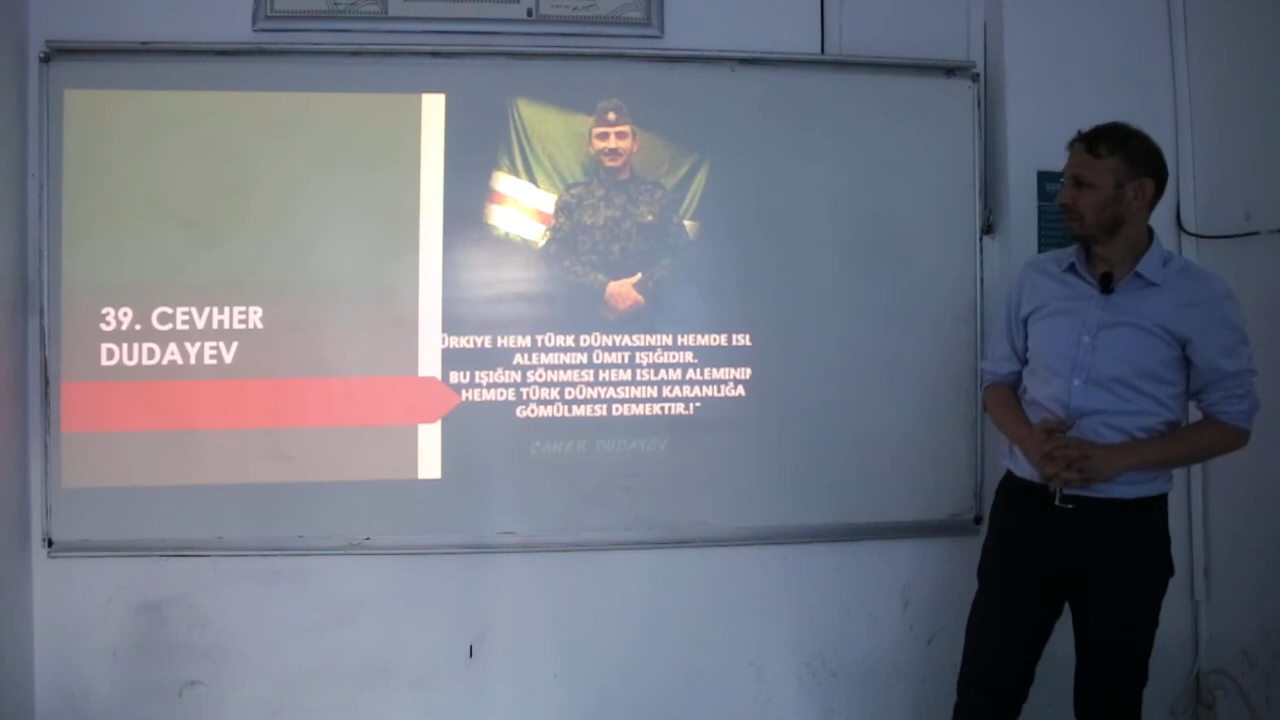 39. CEVHER
DUDAYEV
ÜRKIYE HEM TÜRK DÜNYASININ HEMDE ISL
ALEMININ ÜMIT IŞIĞIDIR.
BU IŞIĞIN SÖNMESI HEM ISLAM ALEMININ
HEMDE TÜRK DÜNYASININ KARANLIĞA
GÖMÜLMESI DEMEKTIR.!"
CAHER DUDAYEV